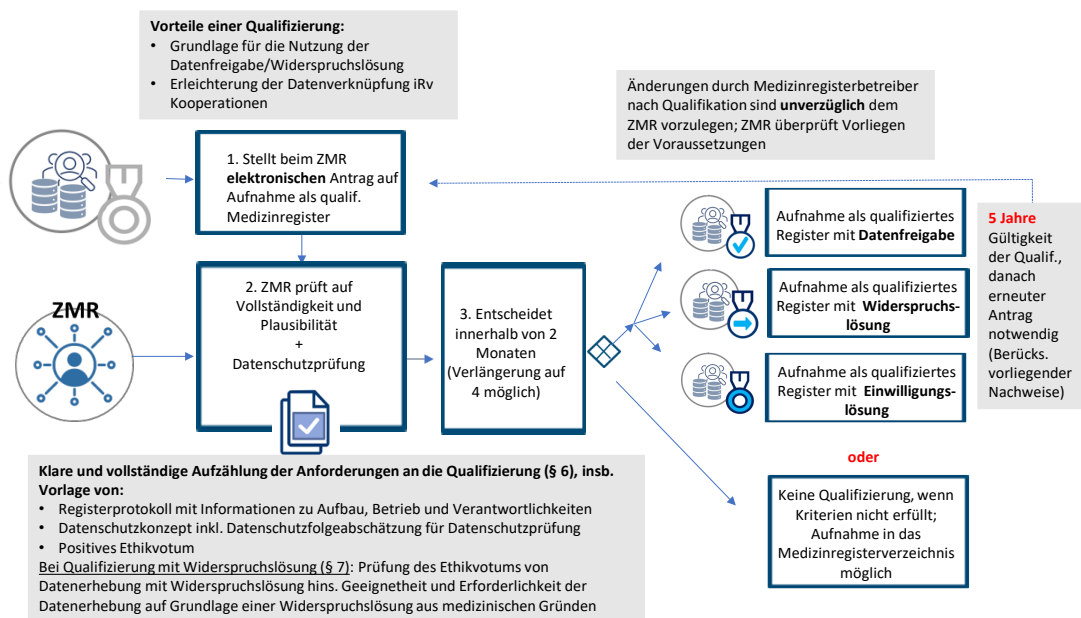 Vorteile einer Qualifizierung:
• Grundlage für die Nutzung der
Datenfreigabe/Widerspruchslösung
• Erleichterung der Datenverknüpfung iRv
Kooperationen
Änderungen durch Medizinregisterbetreiber
nach Qualifikation sind unverzüglich dem
ZMR vorzulegen; ZMR überprüft Vorliegen
der Voraussetzungen
1. Stellt beim ZMR
elektronischen Antrag auf
Aufnahme als qualif.
Medizinregister
ZMR
2. ZMR prüft auf
Vollständigkeit und
Plausibilität
+
Datenschutzprüfung
3. Entscheidet
innerhalb von 2
Monaten
(Verlängerung auf
4 möglich)
Aufnahme als qualifiziertes
Register mit Datenfreigabe
Aufnahme als qualifiziertes
Register mit Widerspruchs-
lösung
Aufnahme als qualifiziertes
Register mit Einwilligungs-
lösung
5 Jahre
Gültigkeit
der Qualif.,
danach
erneuter
Antrag
notwendig
(Berücks.
vorliegender
Nachweise)
oder
Keine Qualifizierung, wenn
Kriterien nicht erfüllt;
Aufnahme in das
Medizinregisterverzeichnis
möglich
Klare und vollständige Aufzählung der Anforderungen an die Qualifizierung (§ 6), insb.
Vorlage von:
• Registerprotokoll mit Informationen zu Aufbau, Betrieb und Verantwortlichkeiten
• Datenschutzkonzept inkl. Datenschutzfolgeabschätzung für Datenschutzprüfung
• Positives Ethikvotum
Bei Qualifizierung mit Widerspruchslösung (§ 7): Prüfung des Ethikvotums von
Datenerhebung mit Widerspruchslösung hins. Geeignetheit und Erforderlichkeit der
Datenerhebung auf Grundlage einer Widerspruchslösung aus medizinischen Gründen